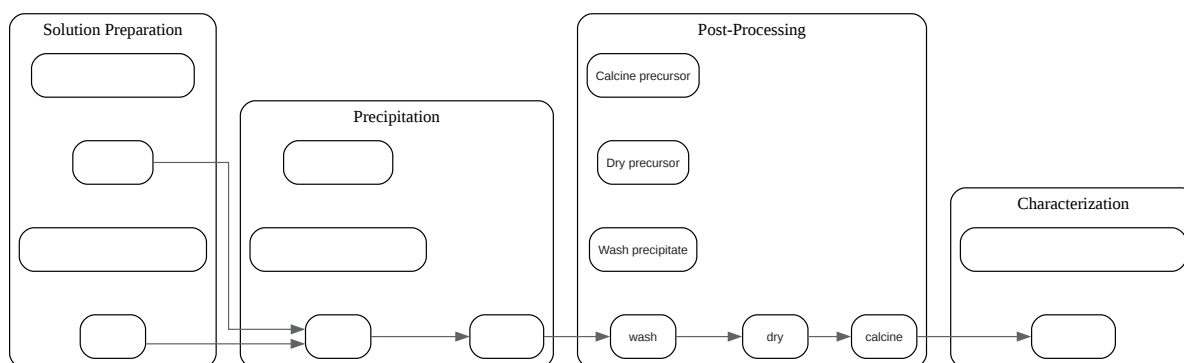 Solution Preparation
Precipitation
Post-Processing
Calcine precursor
Dry precursor
Wash precipitate
wash
dry
calcine
Characterization